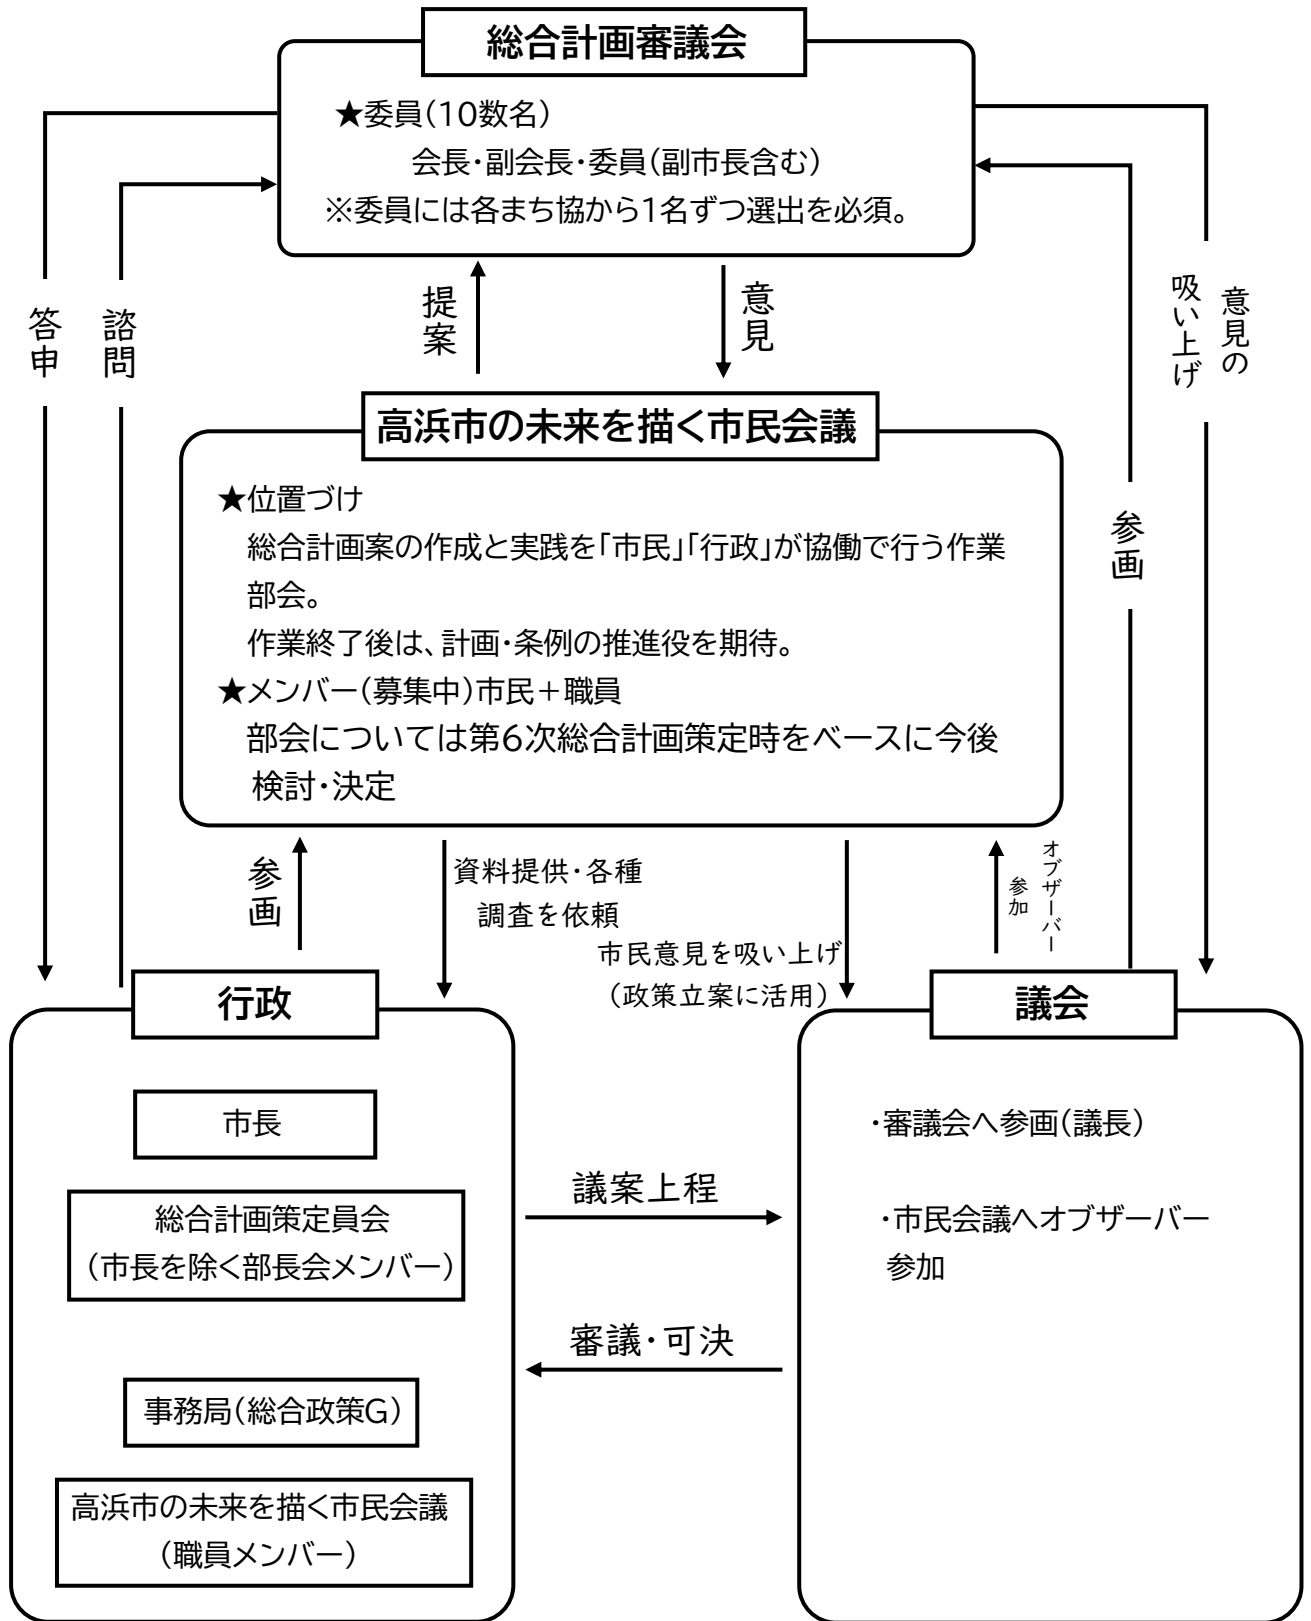 総合計画審議会
★委員(10数名)
会長・副会長・委員(副市長含む)
※委員には各まち協から1名ずつ選出を必須。
答申
諮問
提案
意見
意見の
吸い上げ
参画
高浜市の未来を描く市民会議
★位置づけ
総合計画案の作成と実践を「市民」「行政」が協働で行う作業
部会。
作業終了後は、計画・条例の推進役を期待。
★メンバー(募集中)市民+職員
部会については第6次総合計画策定時をベースに今後
検討・決定
参画
資料提供・各種
調査を依頼
市民意見を吸い上げ
(政策立案に活用)
オブザーバー
参加
行政
市長
総合計画策定員会
(市長を除く部長会メンバー)
事務局(総合政策G)
高浜市の未来を描く市民会議
(職員メンバー)
議案上程
審議・可決
議会
・審議会へ参画(議長)
・市民会議へオブザーバー
参加